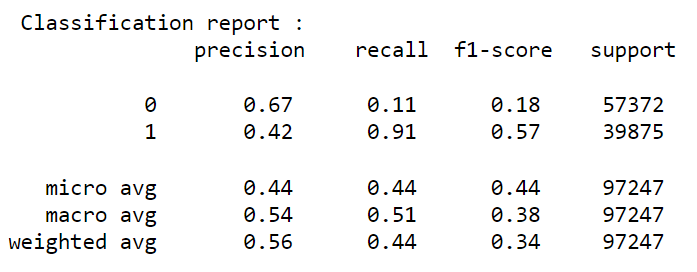 Classification report :
precision recall f1-score support
0 0.67 0.11 0.18 57372
1 0.42 0.91 0.57 39875
micro avg 0.44 0.44 0.44 97247
macro avg 0.54 0.51 0.38 97247
weighted avg 0.56 0.44 0.34 97247